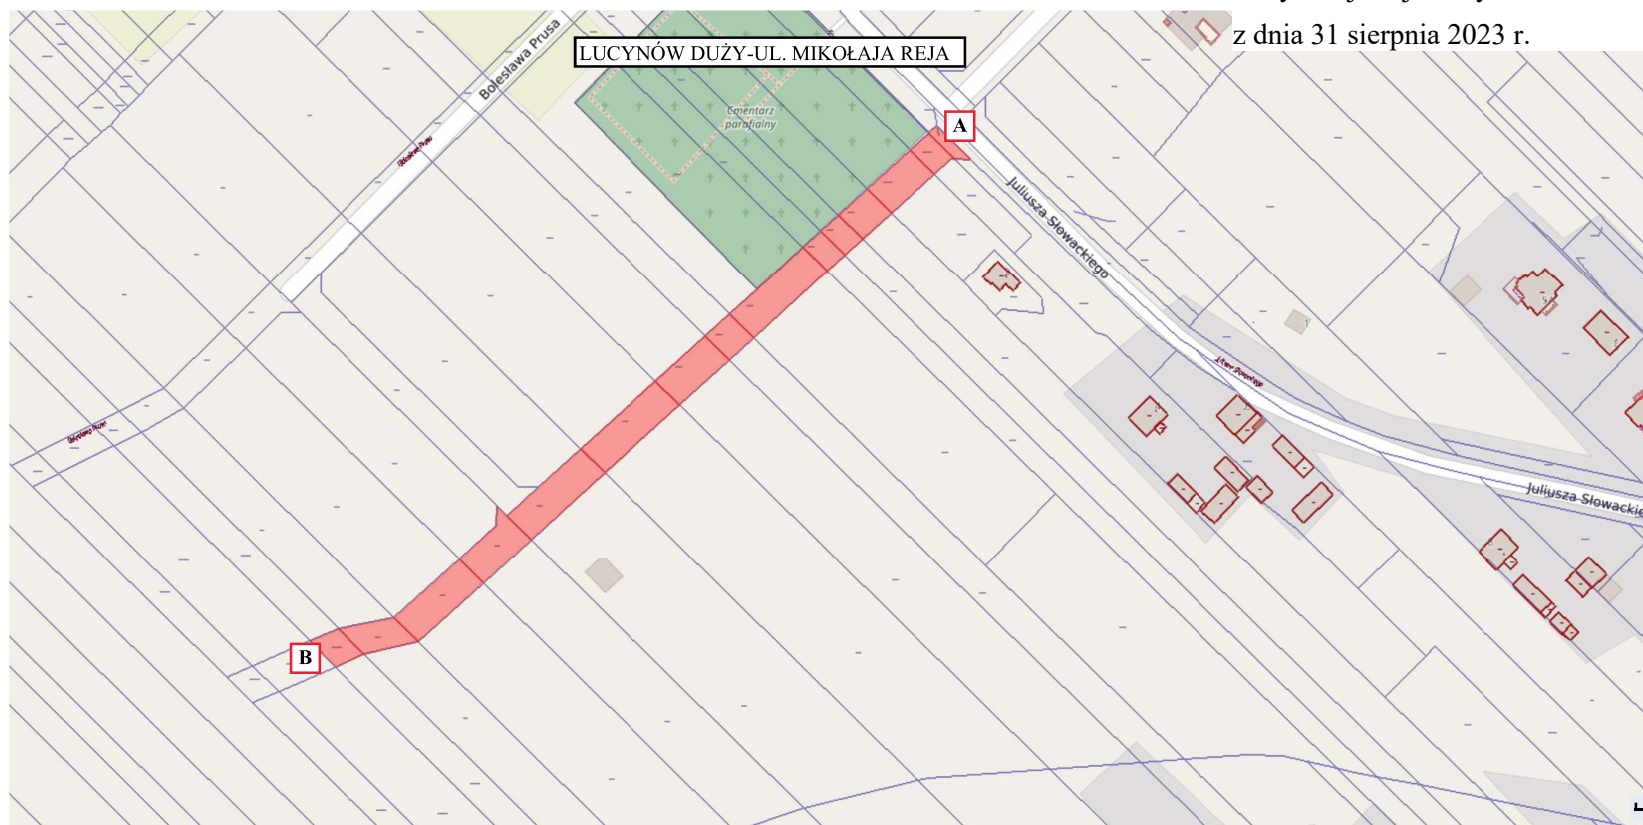 z dnia 31 sierpnia 2023 r.
LUCYNÓW DUŻY-UL. MIKOŁAJA REJA
Bolesława Prusa
Cmentarz
parafialny
A
Juliusza Słowackiego
Juliusza Słowackie
B